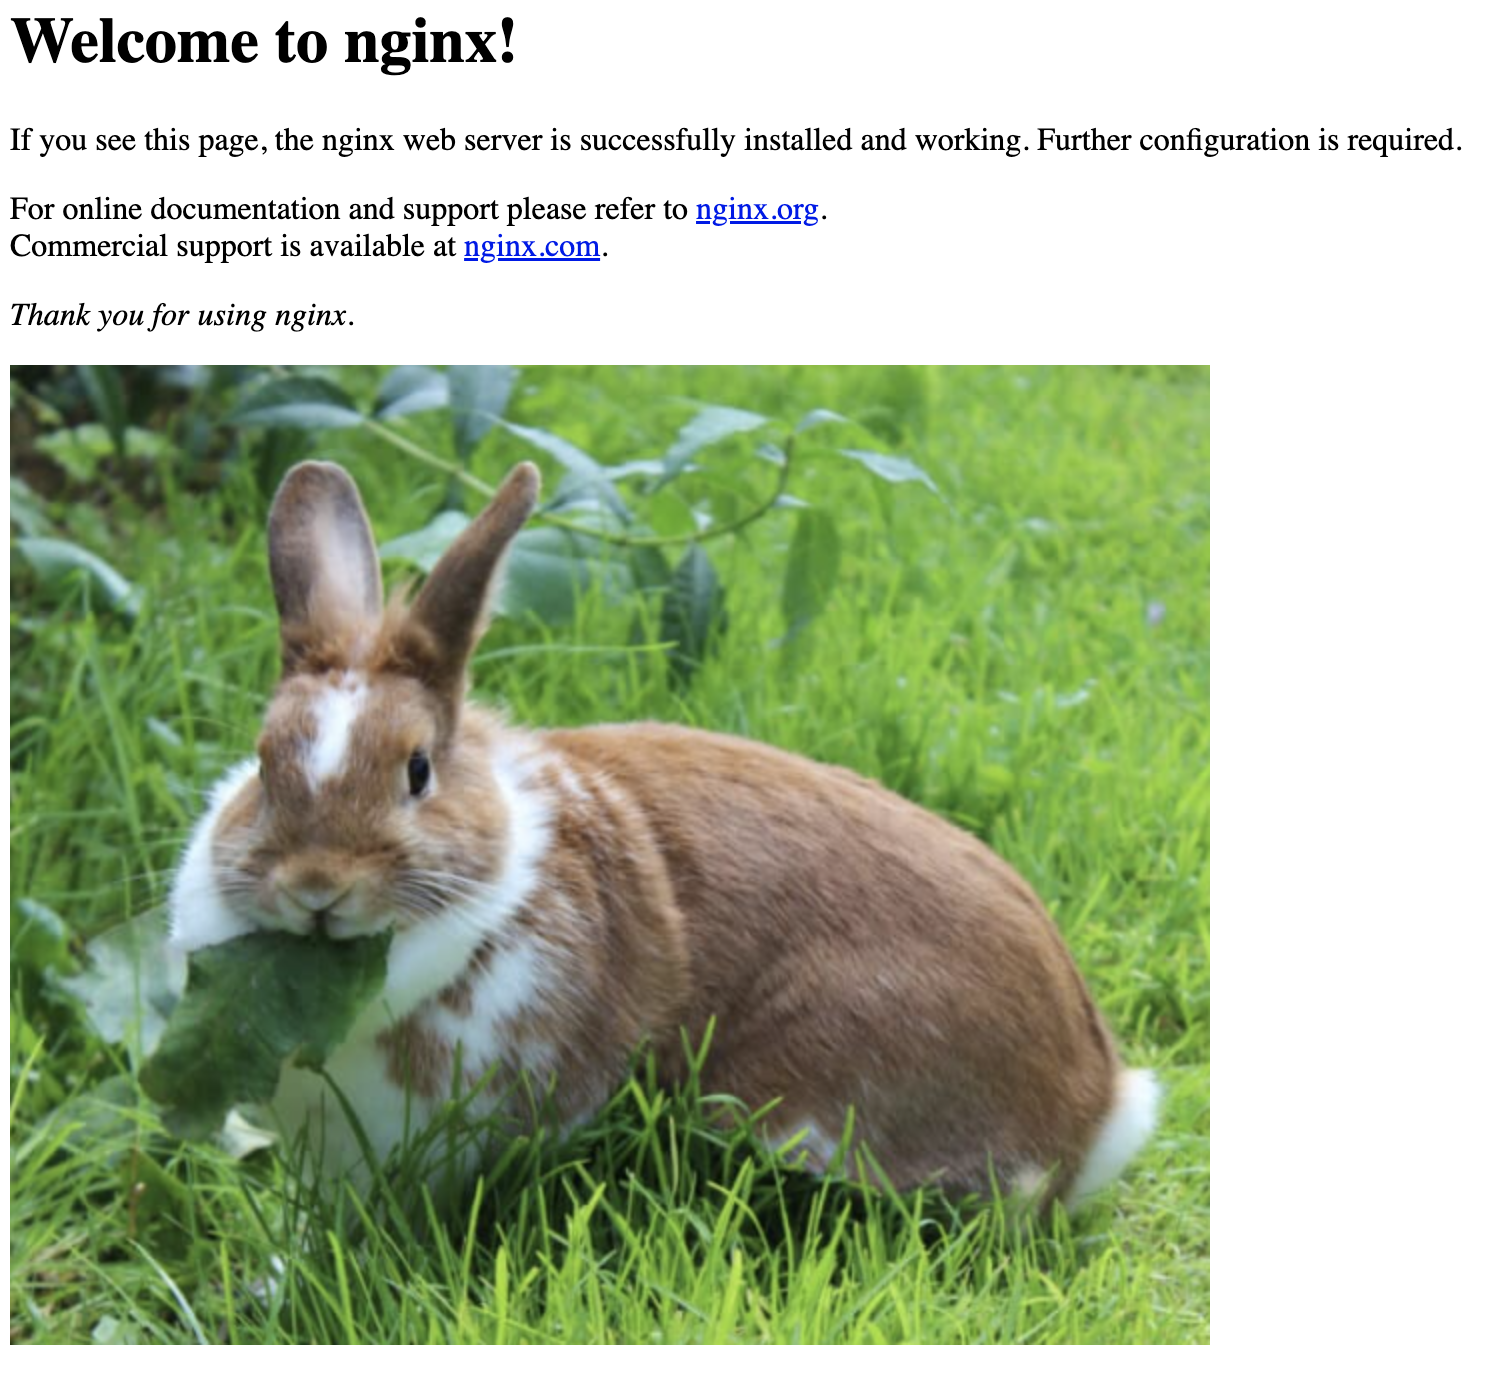 Welcome to nginx!
If you see this page, the nginx web server is successfully installed and working. Further configuration is required.
For online documentation and support please refer to nginx.org.
Commercial support is available at nginx.com.
Thank you for using nginx.